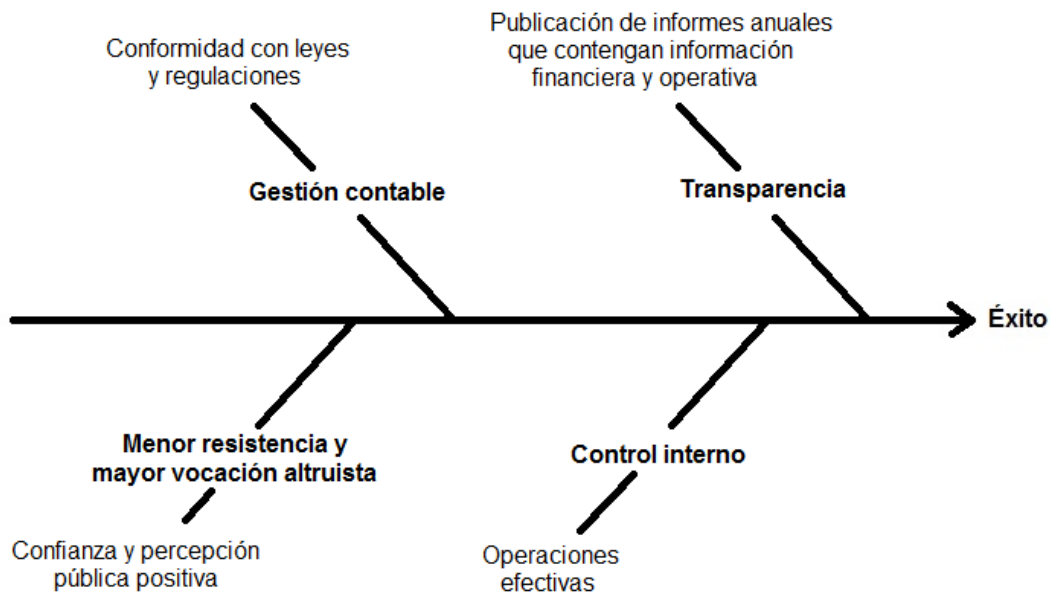 Conformidad con leyes
y regulaciones
Publicación de informes anuales
que contengan información
financiera y operativa
Gestión contable
Transparencia
Éxito
Menor resistencia y
mayor vocación altruista
Control interno
Confianza y percepción
pública positiva
Operaciones
efectivas